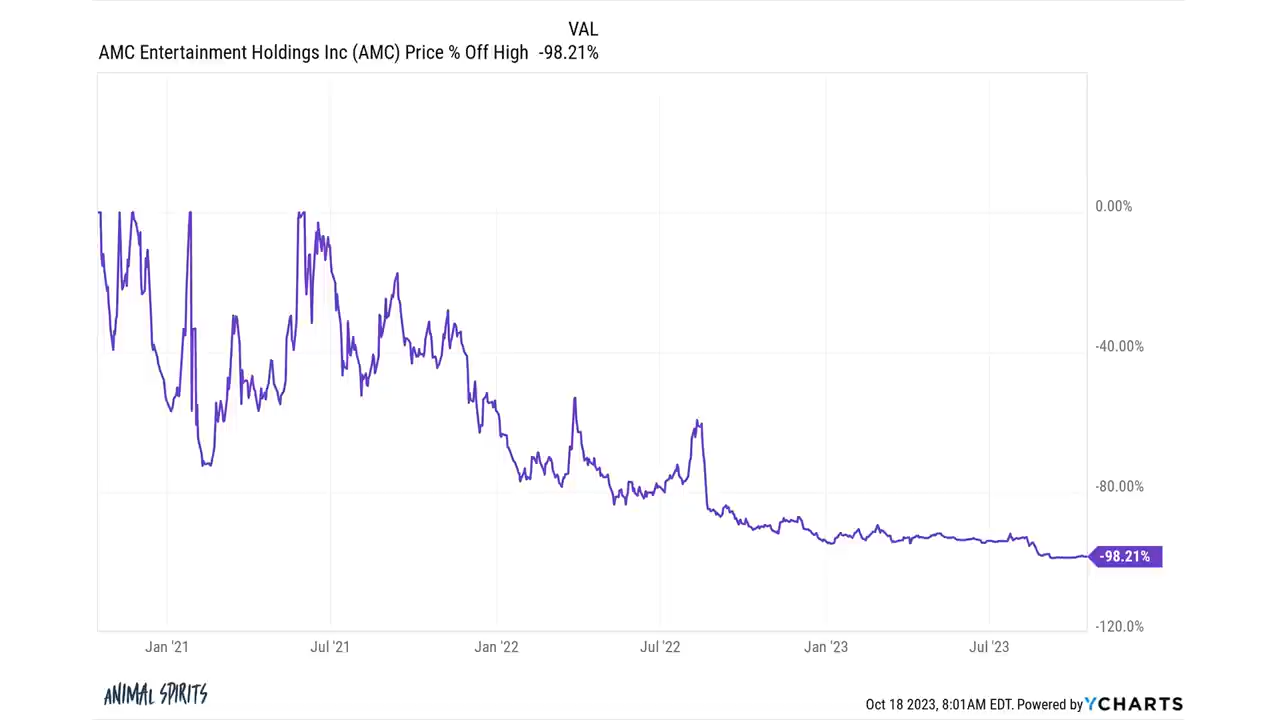 VAL
AMC Entertainment Holdings Inc (AMC) Price % Off High -98.21%
0.00%
-40.00%
-80.00%
-98.21%
-120.0%
Jan '21 Jul '21 Jan '22 Jul '22 Jan '23 Jul '23
ANIMAL SPIRITS
Oct 18 2023, 8:01AM EDT. Powered by YCHARTS